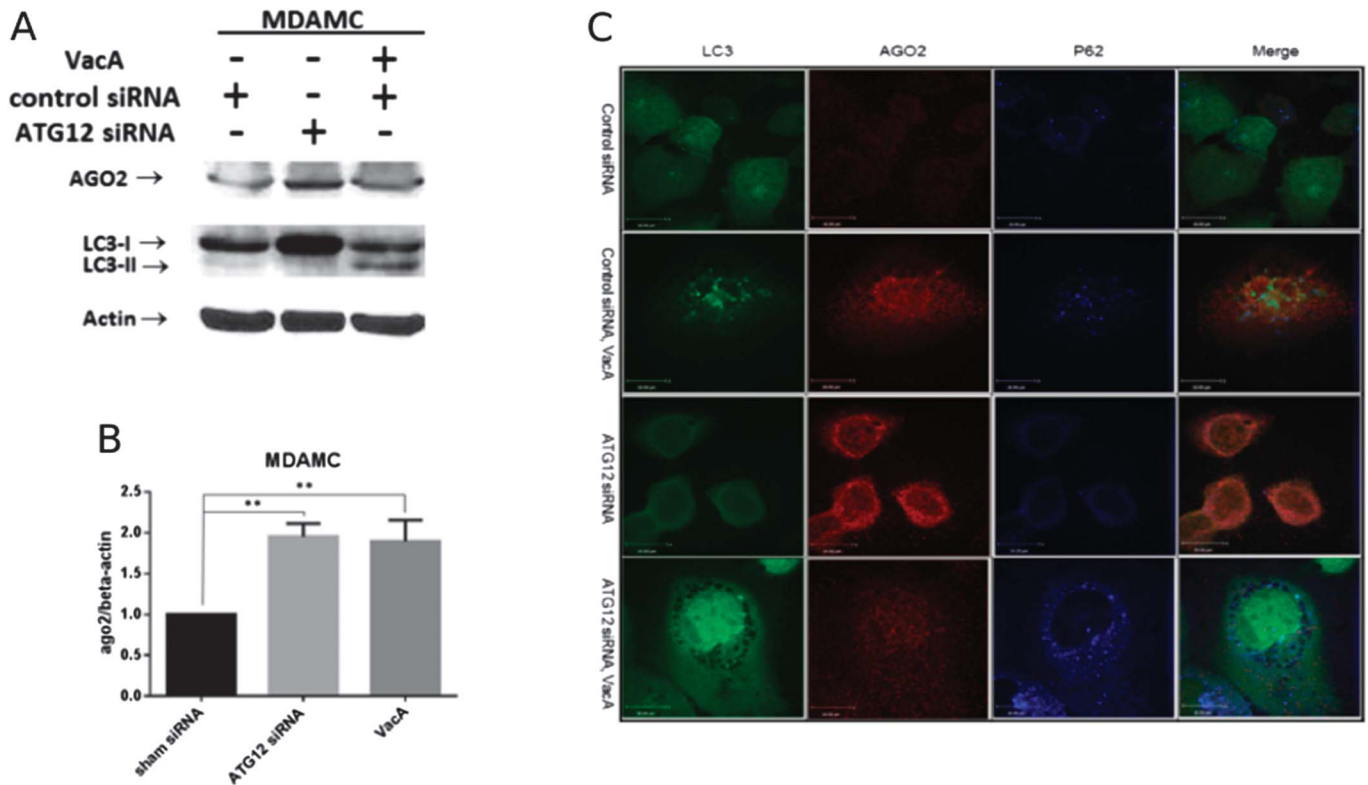 A
MDAMC
VacA - - +
control siRNA + - +
ATG12 siRNA - + -
AGO2 →
LC3-I →
LC3-II →
Actin →
B
MDAMC
ago2/beta-actin
2.5
2.0
1.5
1.0
0.5
0.0
**
**
sham siRNA
ATG12 siRNA
VacA
C
LC3 AGO2 P62 Merge
Control siRNA
Control siRNA, VacA
ATG12 siRNA
ATG12 siRNA, VacA